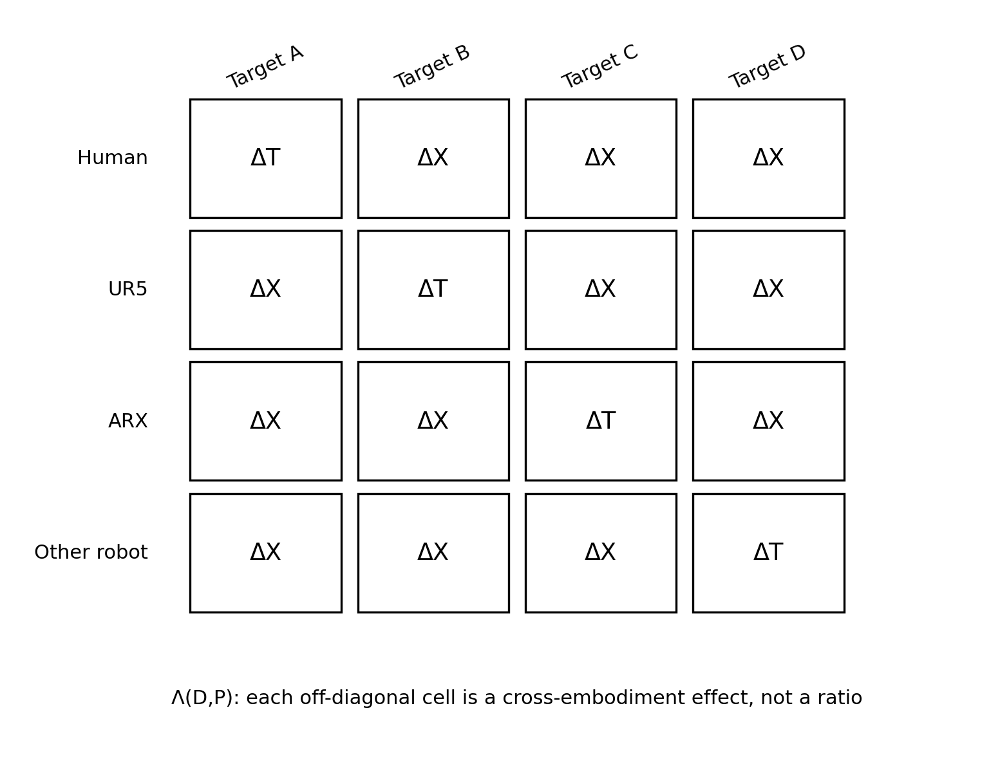 Target A Target B Target C Target D
Human ΔT ΔX ΔX ΔX
UR5 ΔX ΔT ΔX ΔX
ARX ΔX ΔX ΔT ΔX
Other robot ΔX ΔX ΔX ΔT
Λ(D,P): each off-diagonal cell is a cross-embodiment effect, not a ratio